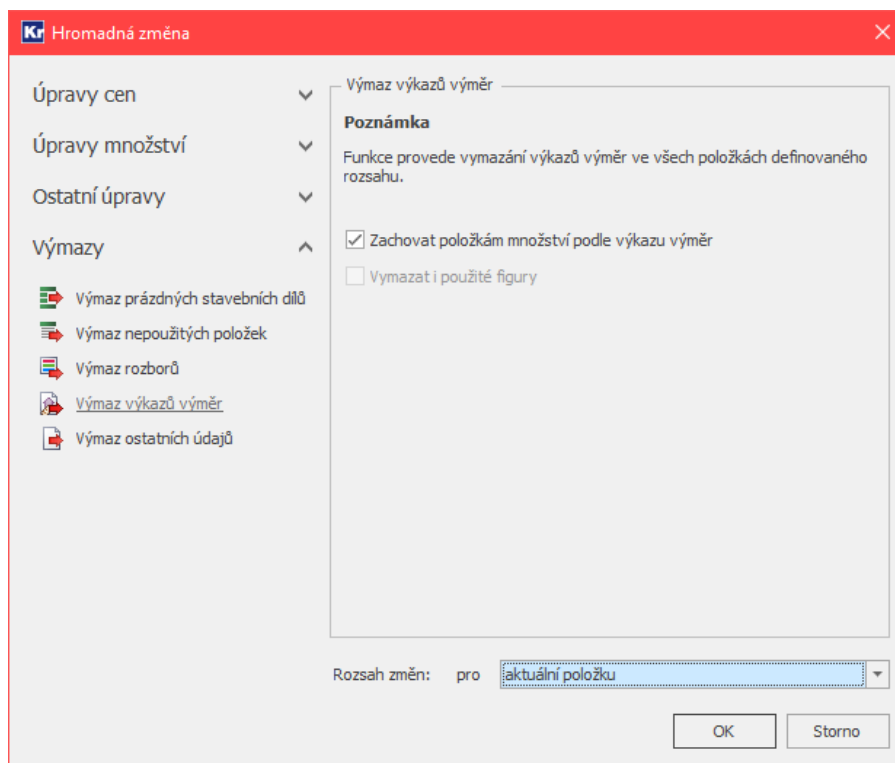 Kr Hromadná změna
Úpravy cen
Úpravy množství
Ostatní úpravy
Výmazy
Výmaz prázdných stavebních dílů
Výmaz nepoužitých položek
Výmaz rozborů
Výmaz výkazů výměr
Výmaz ostatních údajů
Výmaz výkazů výměr
Poznámka
Funkce provede vymazání výkazů výměr ve všech položkách definovaného
rozsahu.
Zachovat položkám množství podle výkazu výměr
Vymazat i použité figury
Rozsah změn: pro aktuální položku
OK Storno